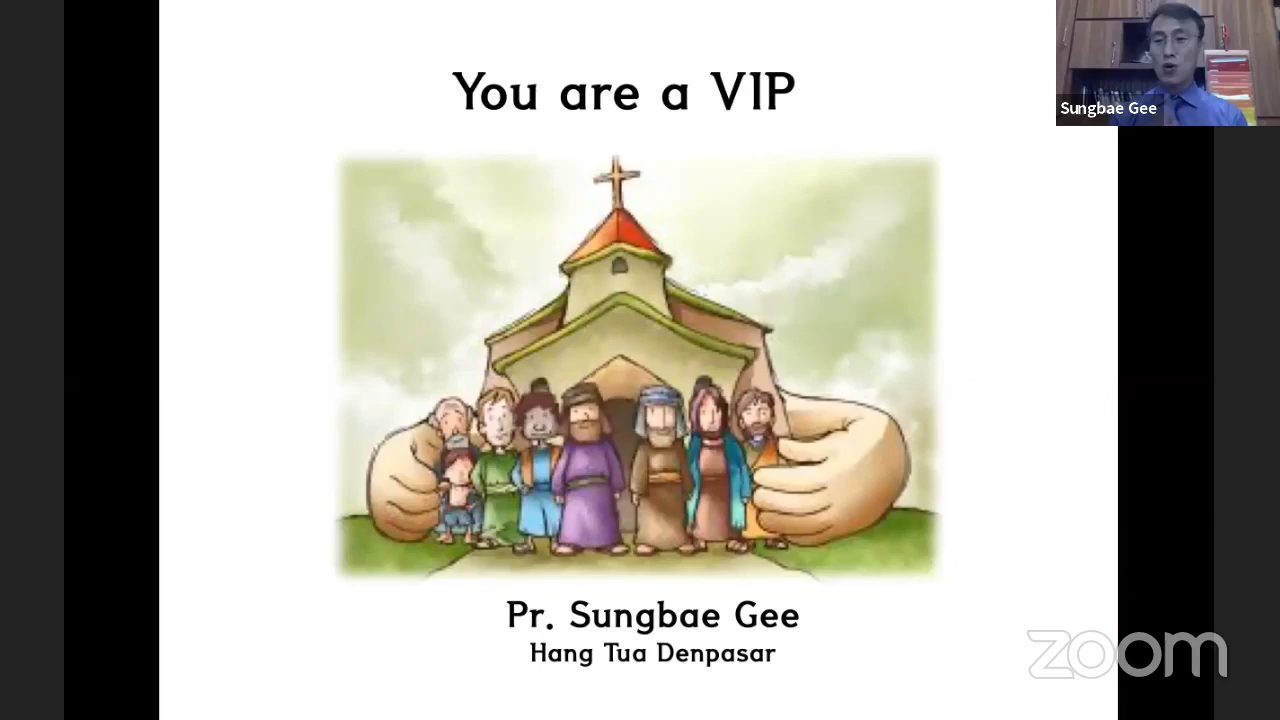 You are a VIP
Sungbae Gee
Pr. Sungbae Gee
Hang Tua Denpasar
zoom